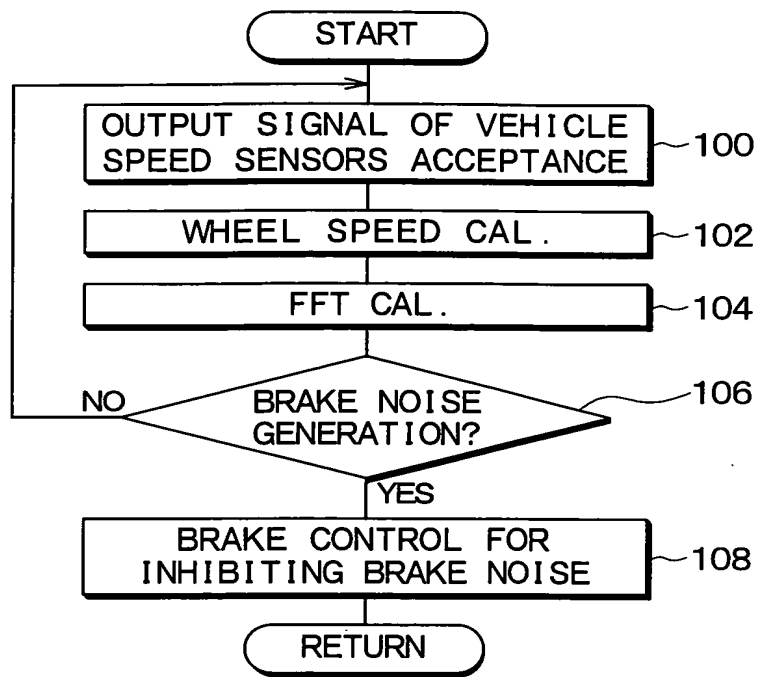 START
OUTPUT SIGNAL OF VEHICLE
SPEED SENSORS ACCEPTANCE
100
WHEEL SPEED CAL.
102
FFT CAL.
104
106
NO
BRAKE NOISE
GENERATION?
YES
BRAKE CONTROL FOR
INHIBITING BRAKE NOISE
108
RETURN